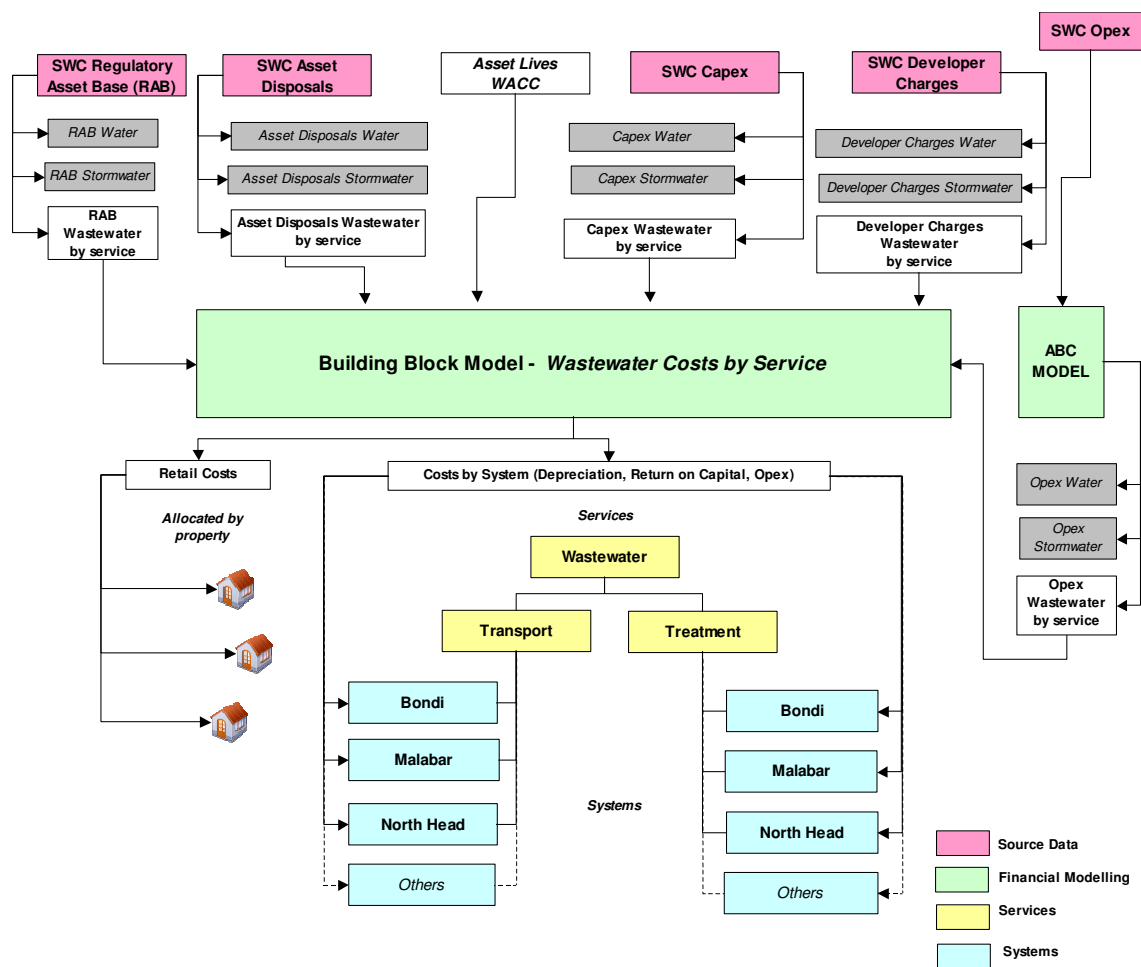 SWC Opex
SWC Regulatory
Asset Base (RAB)
SWC Asset
Disposals
Asset Lives
WACC
SWC Capex
SWC Developer
Charges
RAB Water
Asset Disposals Water
Capex Water
Developer Charges Water
RAB Stormwater
Asset Disposals Stormwater
Capex Stormwater
Developer Charges Stormwater
RAB
Wastewater
by service
Asset Disposals Wastewater
by service
Capex Wastewater
by service
Developer Charges
Wastewater
by service
Building Block Model - Wastewater Costs by Service
ABC
MODEL
Retail Costs
Costs by System (Depreciation, Return on Capital, Opex)
Opex Water
Allocated by
property
Services
Opex
Stormwater
Wastewater
Opex
Wastewater
by service
Transport
Treatment
Bondi
Bondi
Malabar
Malabar
Systems
North Head
North Head
Others
Others
Source Data
Financial Modelling
Services
Systems